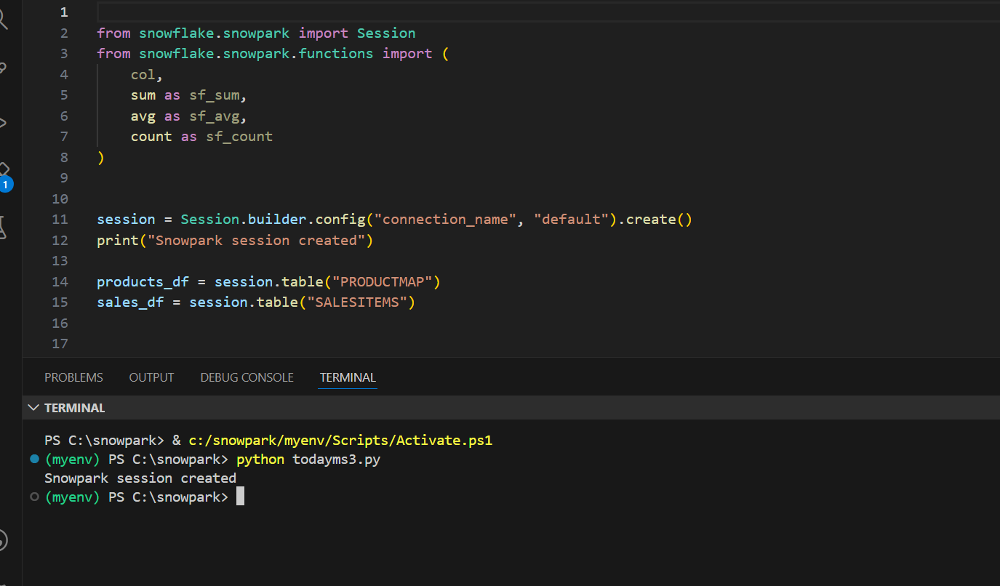 1
2 from snowflake.snowpark import Session
3 from snowflake.snowpark.functions import (
4     col,
5     sum as sf_sum,
6     avg as sf_avg,
7     count as sf_count
8 )
9
10
11 session = Session.builder.config("connection_name", "default").create()
12 print("Snowpark session created")
13
14 products_df = session.table("PRODUCTMAP")
15 sales_df = session.table("SALESITEMS")
16
17
1
PROBLEMS OUTPUT DEBUG CONSOLE TERMINAL
TERMINAL
PS C:\snowpark> & c:/snowpark/myenv/Scripts/Activate.ps1
(myenv) PS C:\snowpark> python todayms3.py
Snowpark session created
(myenv) PS C:\snowpark>